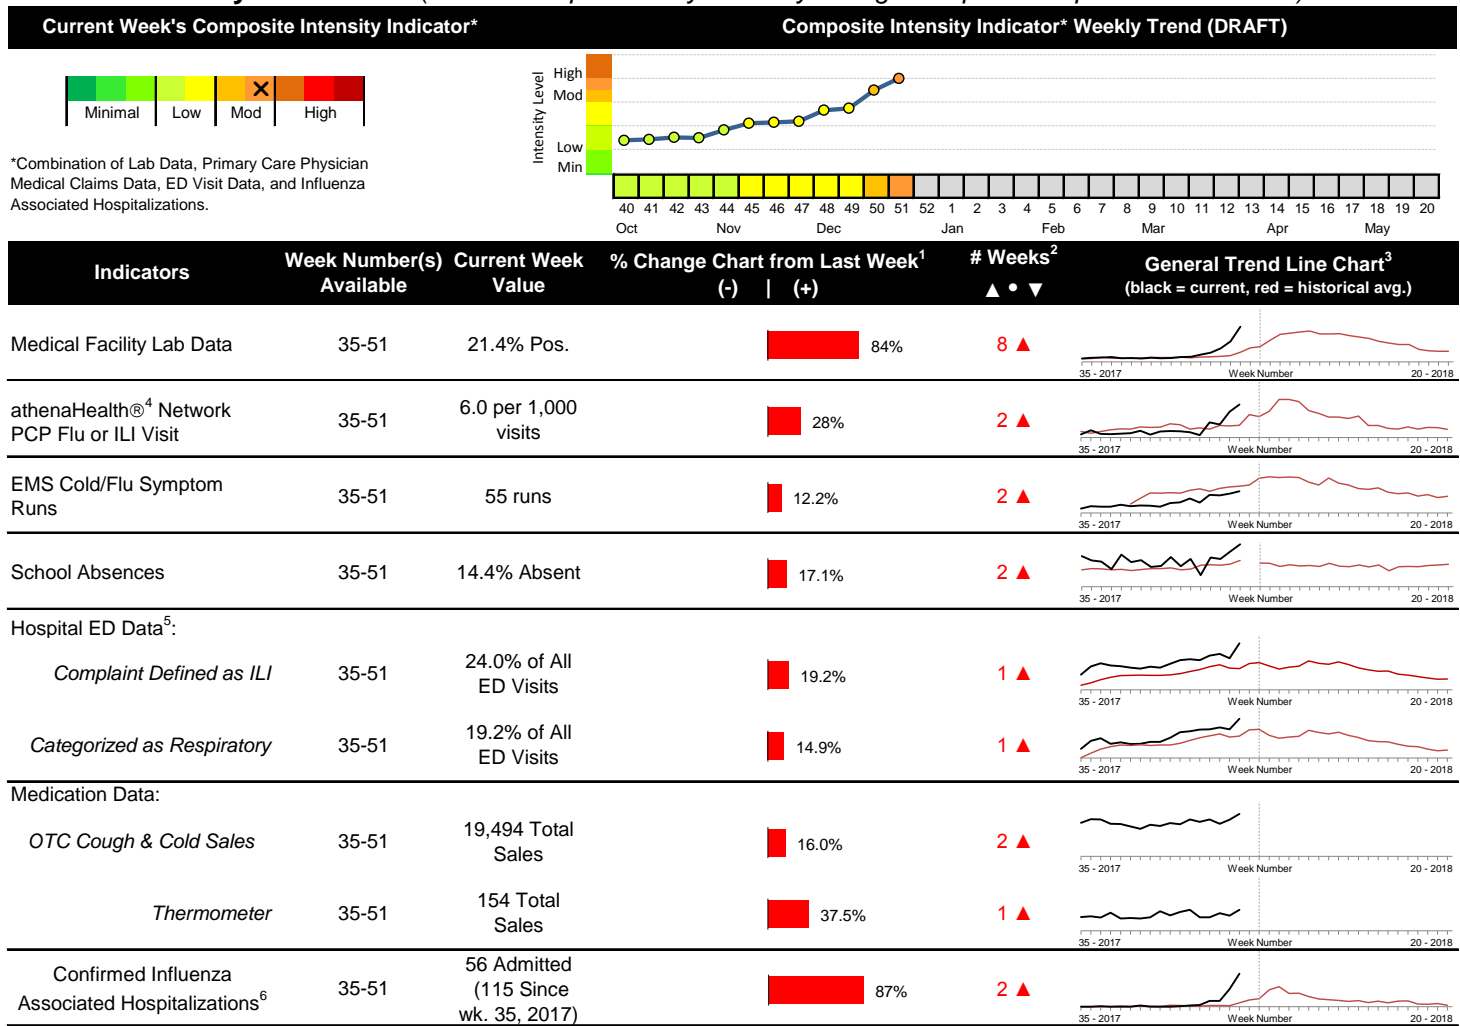 Current Week's Composite Intensity Indicator*
Composite Intensity Indicator* Weekly Trend (DRAFT)
Minimal Low Mod High
*Combination of Lab Data, Primary Care Physician
Medical Claims Data, ED Visit Data, and Influenza
Associated Hospitalizations.
Intensity Level
High
Mod
Low
Min
40 41 42 43 44 45 46 47 48 49 50 51 52 1 2 3 4 5 6 7 8 9 10 11 12 13 14 15 16 17 18 19 20
Oct Nov Dec Jan Feb Mar Apr May
Indicators
Week Number(s)
Available
Current Week
Value
% Change Chart from Last Week1
(-) | (+)
# Weeks2
▲ • ▼
General Trend Line Chart3
(black = current, red = historical avg.)
Medical Facility Lab Data
35-51
21.4% Pos.
84%
8 ▲
35 - 2017 Week Number 20 - 2018
athenaHealth®4 Network
PCP Flu or ILI Visit
35-51
6.0 per 1,000
visits
28%
2 ▲
35 - 2017 Week Number 20 - 2018
EMS Cold/Flu Symptom
Runs
35-51
55 runs
12.2%
2 ▲
35 - 2017 Week Number 20 - 2018
School Absences
35-51
14.4% Absent
17.1%
2 ▲
35 - 2017 Week Number 20 - 2018
Hospital ED Data5:
Complaint Defined as ILI
35-51
24.0% of All
ED Visits
19.2%
1 ▲
35 - 2017 Week Number 20 - 2018
Categorized as Respiratory
35-51
19.2% of All
ED Visits
14.9%
1 ▲
35 - 2017 Week Number 20 - 2018
Medication Data:
OTC Cough & Cold Sales
35-51
19,494 Total
Sales
16.0%
2 ▲
35 - 2017 Week Number 20 - 2018
Thermometer
35-51
154 Total
Sales
37.5%
1 ▲
35 - 2017 Week Number 20 - 2018
Confirmed Influenza
Associated Hospitalizations6
35-51
56 Admitted
(115 Since
wk. 35, 2017)
87%
2 ▲
35 - 2017 Week Number 20 - 2018